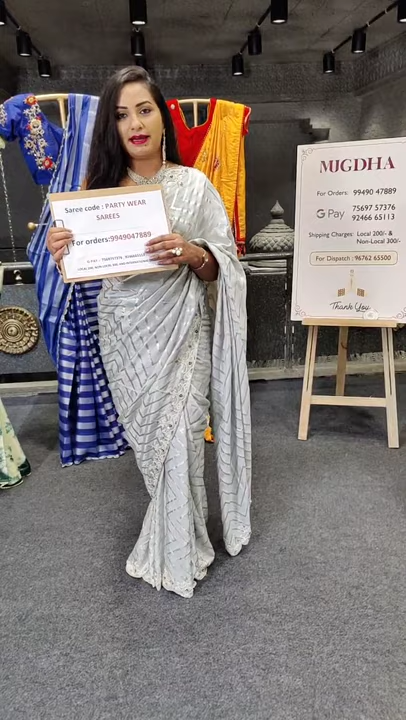 Saree code : PARTY WEAR
SAREES
For orders:9949047889
MUGDHA
For Orders: 99490 47889
G Pay 75697 57376
92466 65113
Shipping Charges: Local 200/- &
Non-Local 300/-
For Dispatch : 96762 65500
Thank You